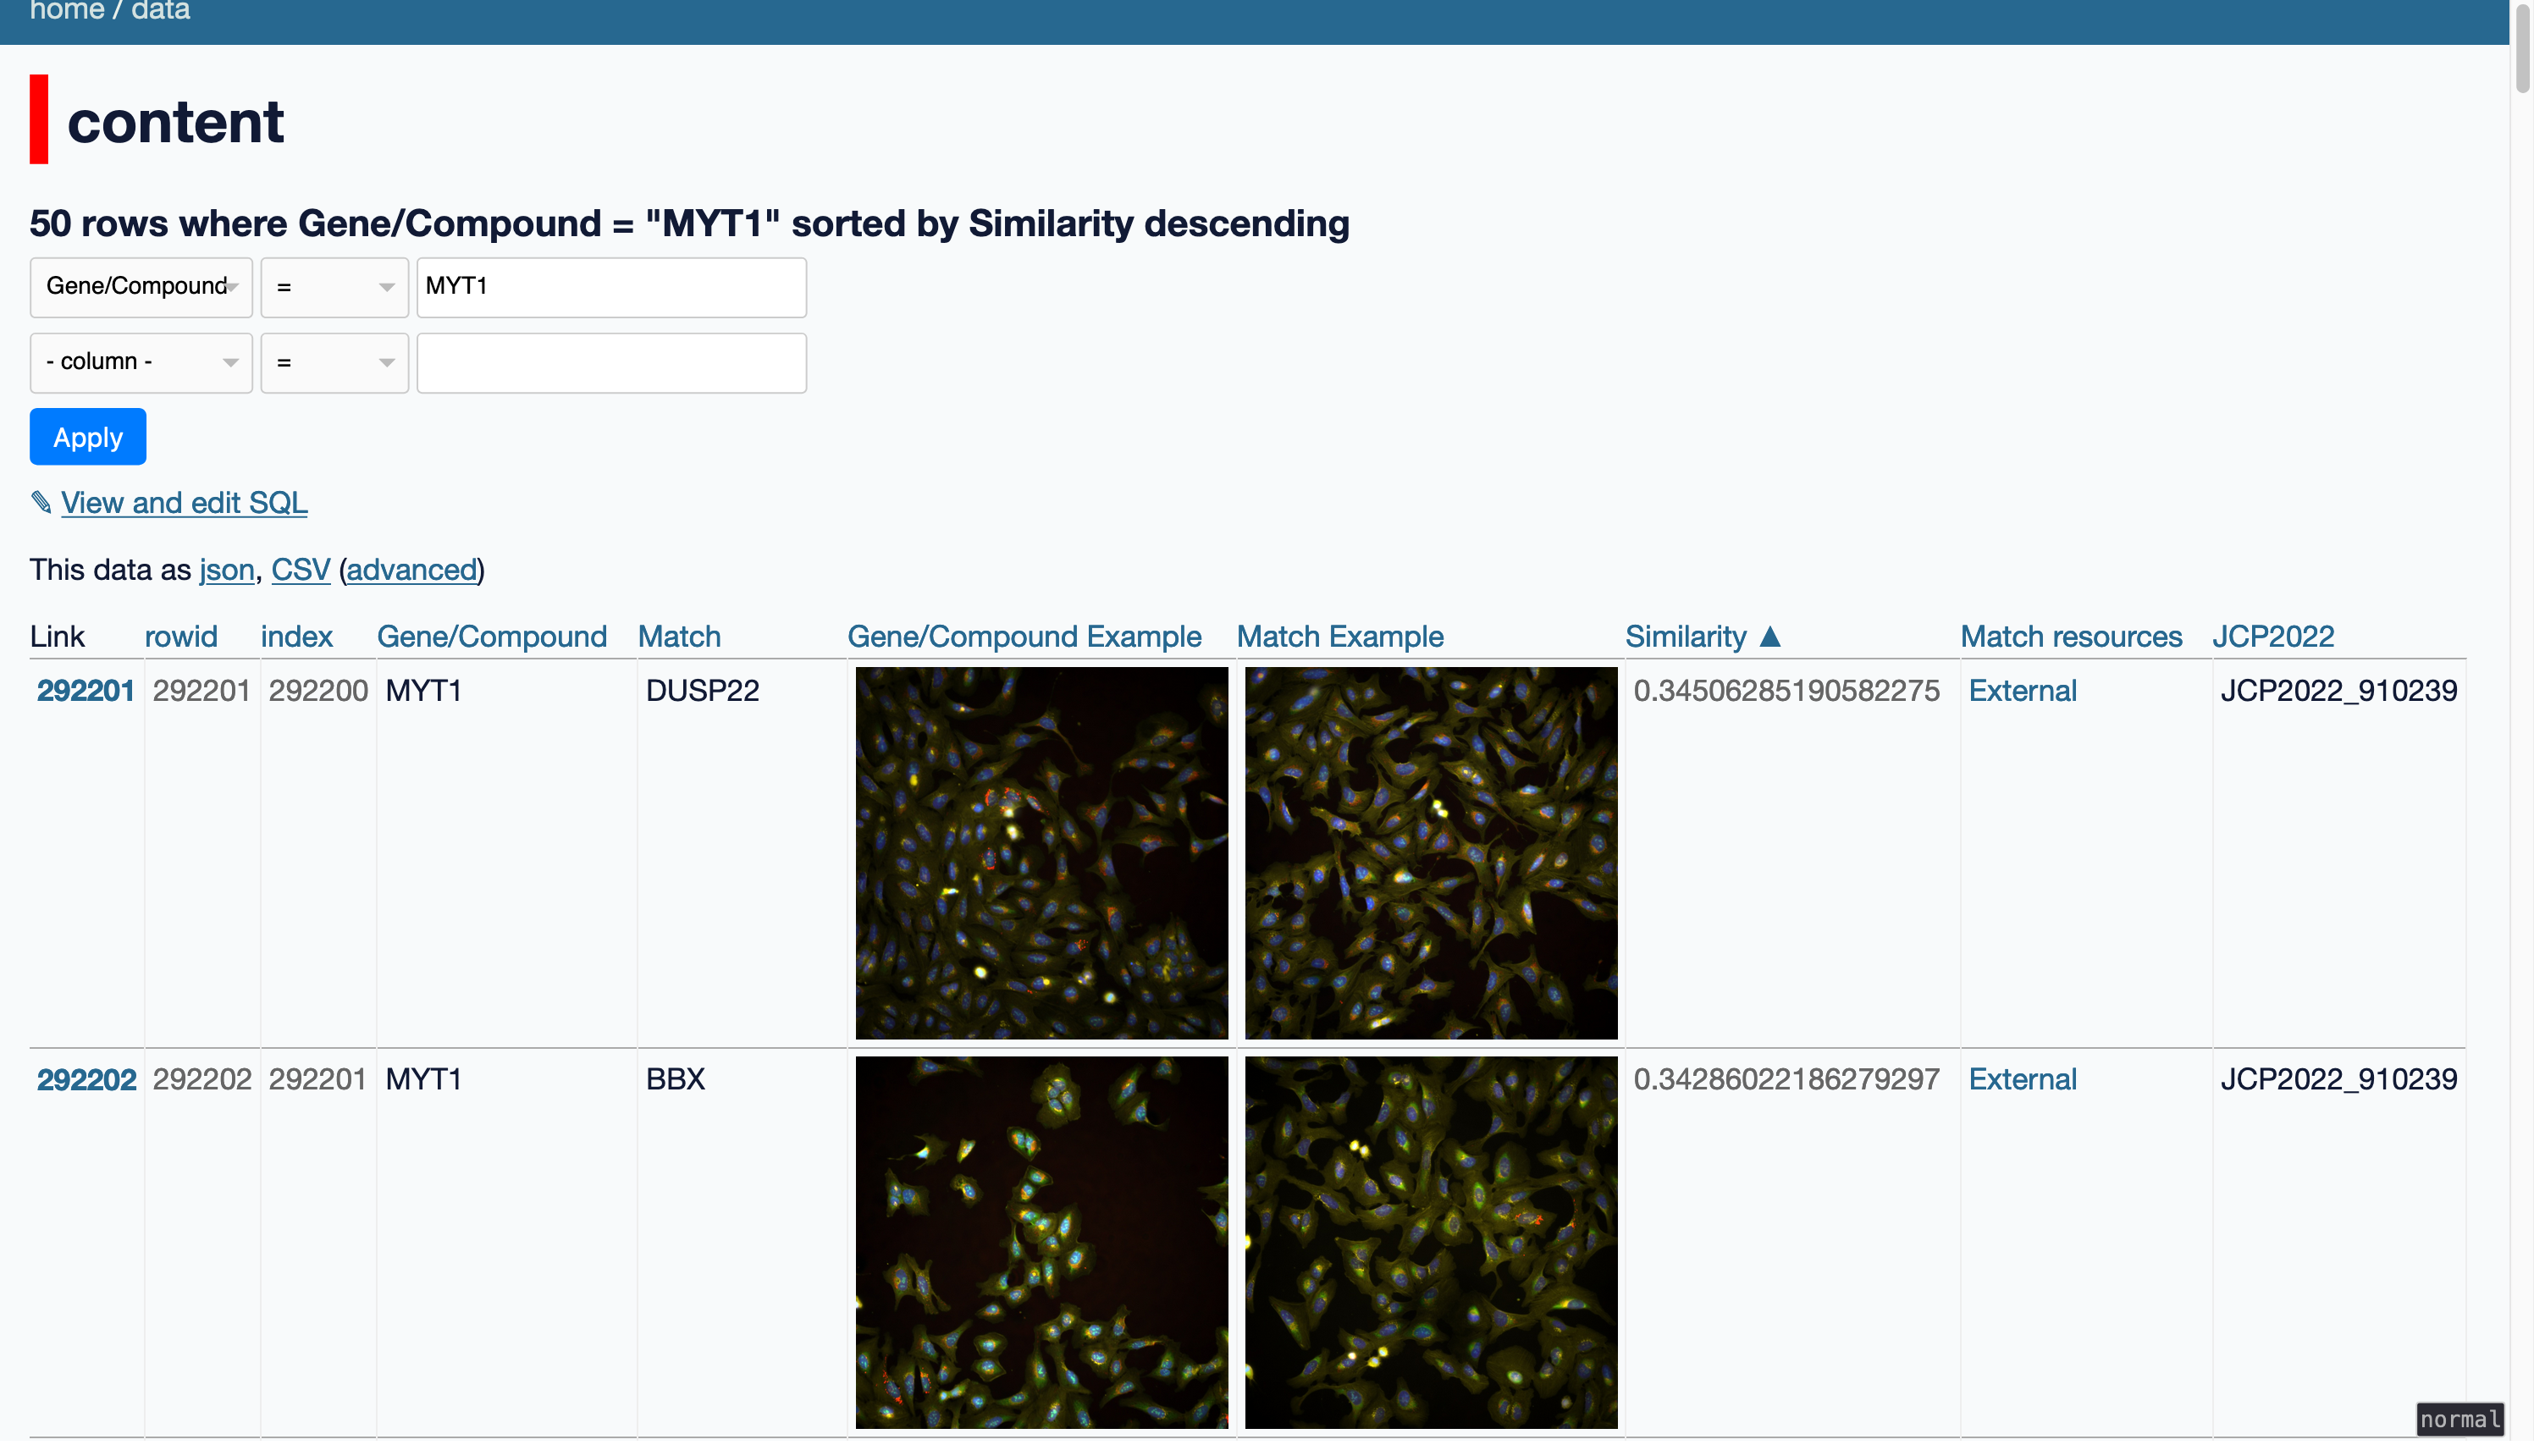 home / data
content
50 rows where Gene/Compound = "MYT1" sorted by Similarity descending
Gene/Compound = MYT1
- column - =
Apply
✎ View and edit SQL
This data as json, CSV (advanced)
Link rowid index Gene/Compound Match Gene/Compound Example Match Example Similarity ▲ Match resources JCP2022
292201 292201 292200 MYT1 DUSP22 0.34506285190582275 External JCP2022_910239
292202 292202 292201 MYT1 BBX 0.34286022186279297 External JCP2022_910239
normal